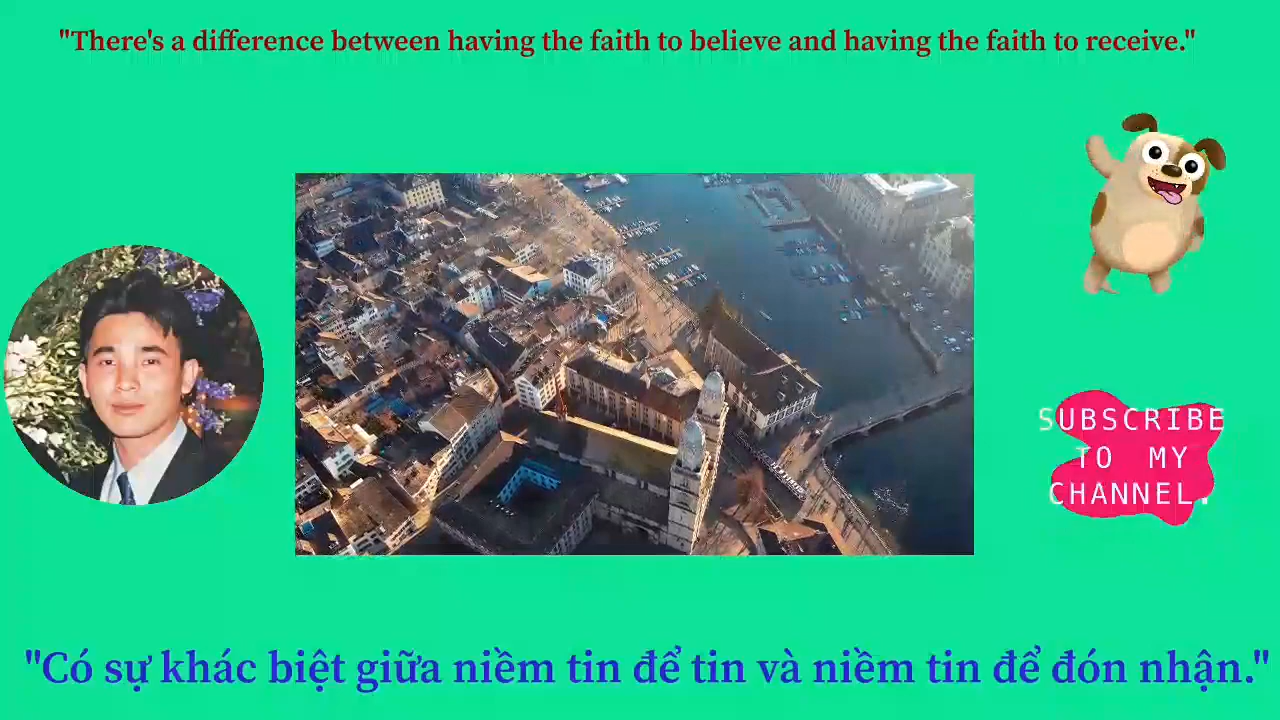 "There's a difference between having the faith to believe and having the faith to receive."
SUBSCRIBE
TO MY
CHANNEL.
"Có sự khác biệt giữa niềm tin để tin và niềm tin để đón nhận."